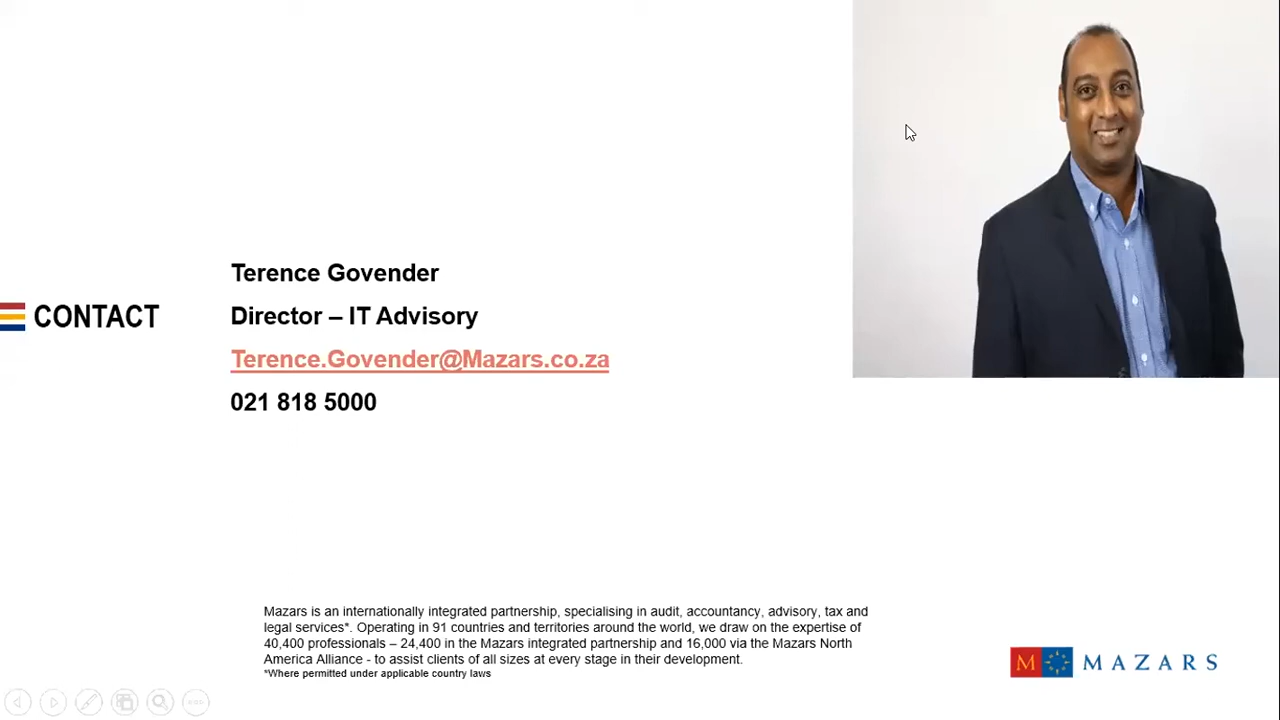 CONTACT
Terence Govender
Director – IT Advisory
Terence.Govender@Mazars.co.za
021 818 5000
Mazars is an internationally integrated partnership, specialising in audit, accountancy, advisory, tax and
legal services*. Operating in 91 countries and territories around the world, we draw on the expertise of
40,400 professionals – 24,400 in the Mazars integrated partnership and 16,000 via the Mazars North
America Alliance - to assist clients of all sizes at every stage in their development.
*Where permitted under applicable country laws
M MAZARS